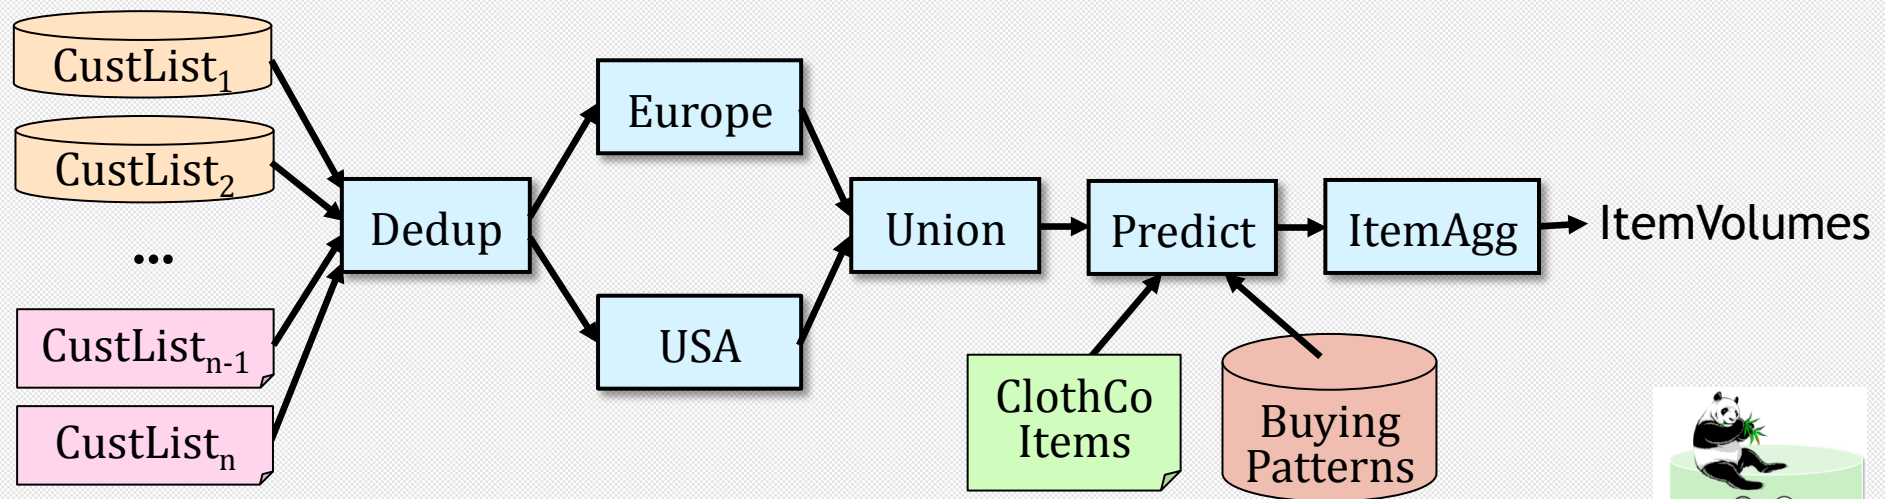 CustList₁
CustList₂
...
CustListₙ₋₁
CustListₙ
Dedup
Europe
USA
Union
Predict
ItemAgg
ItemVolumes
ClothCo
Items
Buying
Patterns